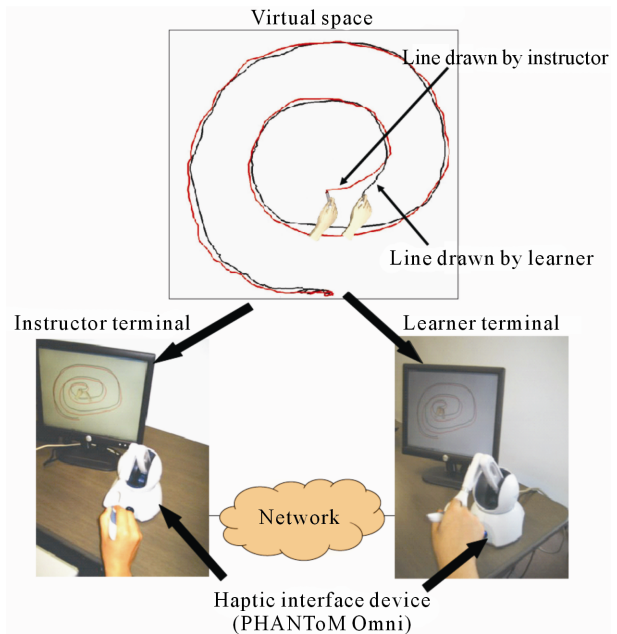 Virtual space
Line drawn by instructor
Line drawn by learner
Instructor terminal
Learner terminal
Network
Haptic interface device
(PHANToM Omni)